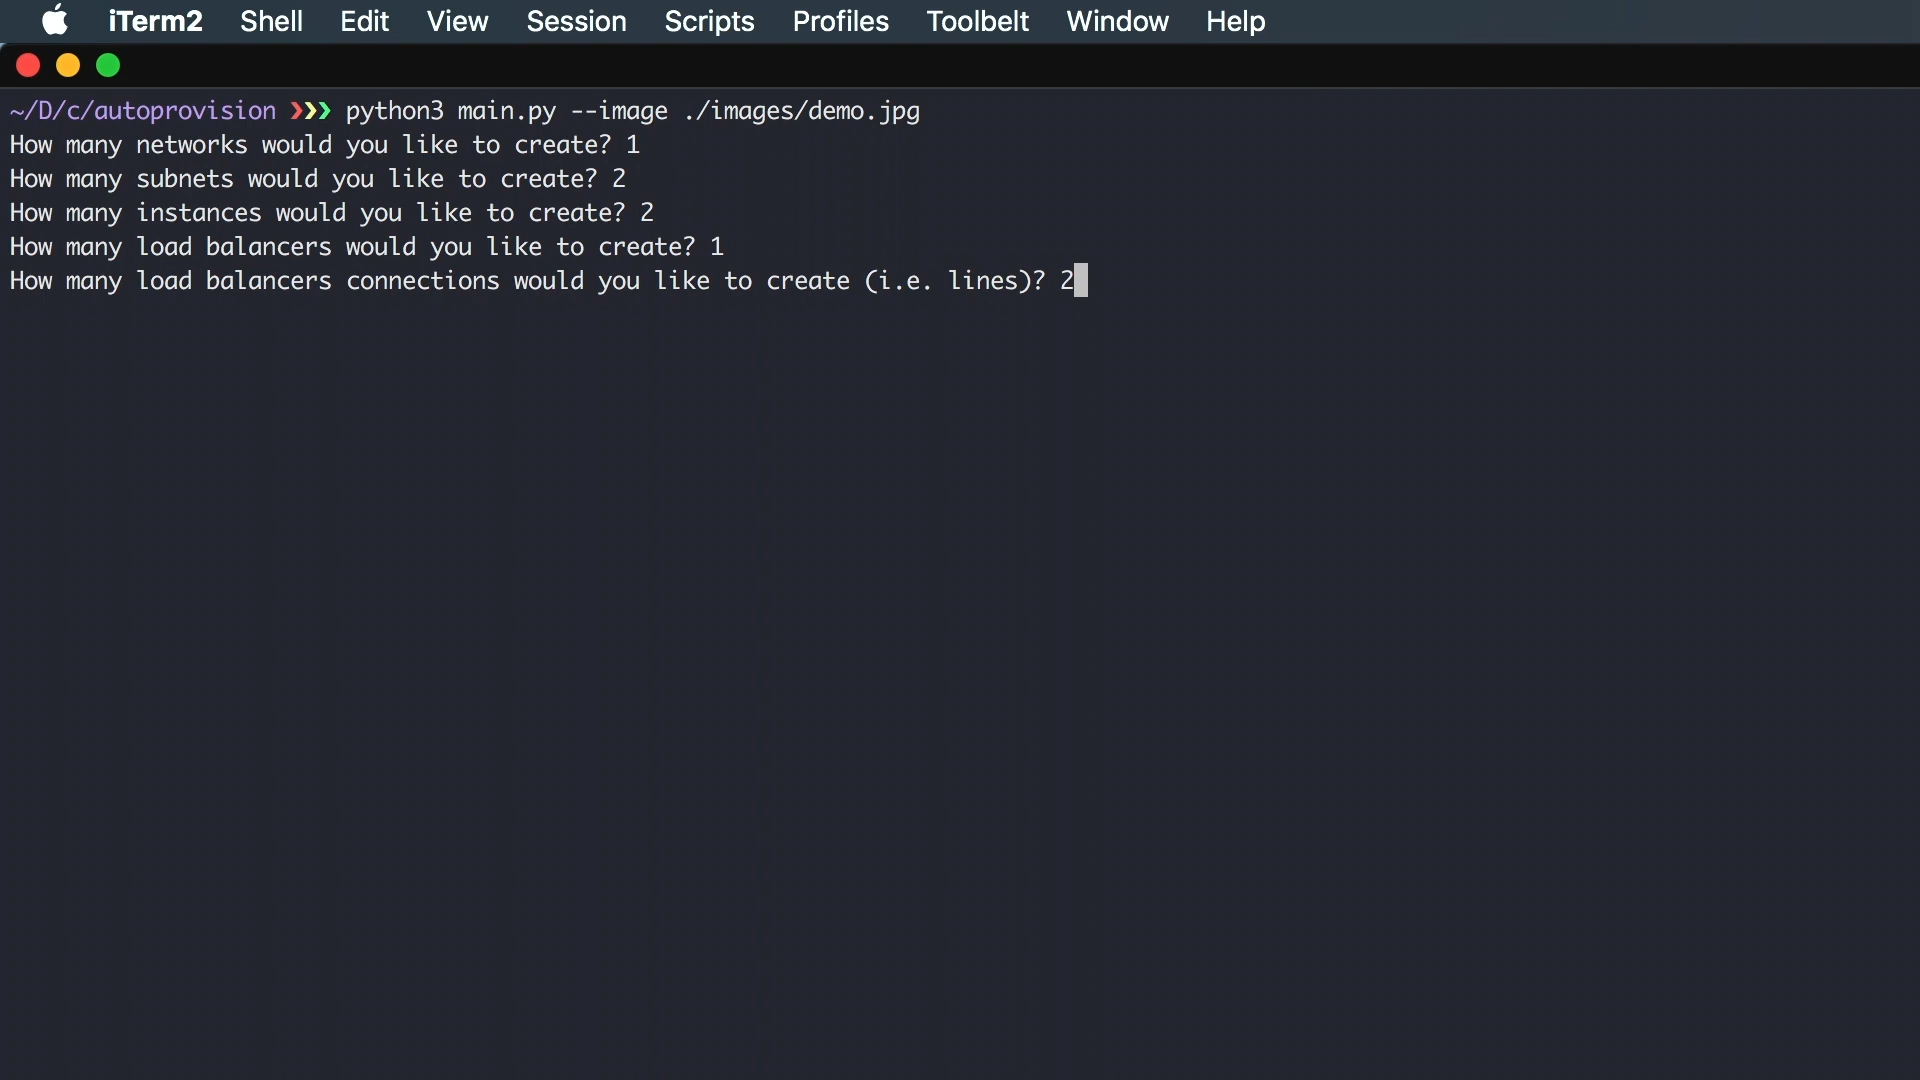 iTerm2 Shell Edit View Session Scripts Profiles Toolbelt Window Help
~/D/c/autoprovision ❯❯❯ python3 main.py --image ./images/demo.jpg
How many networks would you like to create? 1
How many subnets would you like to create? 2
How many instances would you like to create? 2
How many load balancers would you like to create? 1
How many load balancers connections would you like to create (i.e. lines)? 2